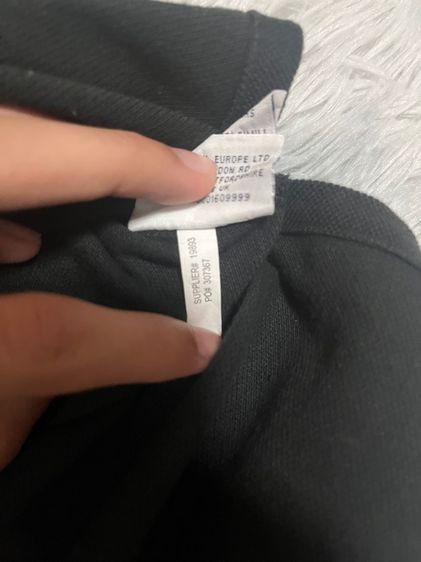 EUROPE LTD
DON RD
TFORDSHIRE
UK
01609999
SUPPLIER# 19893
PO# 307367